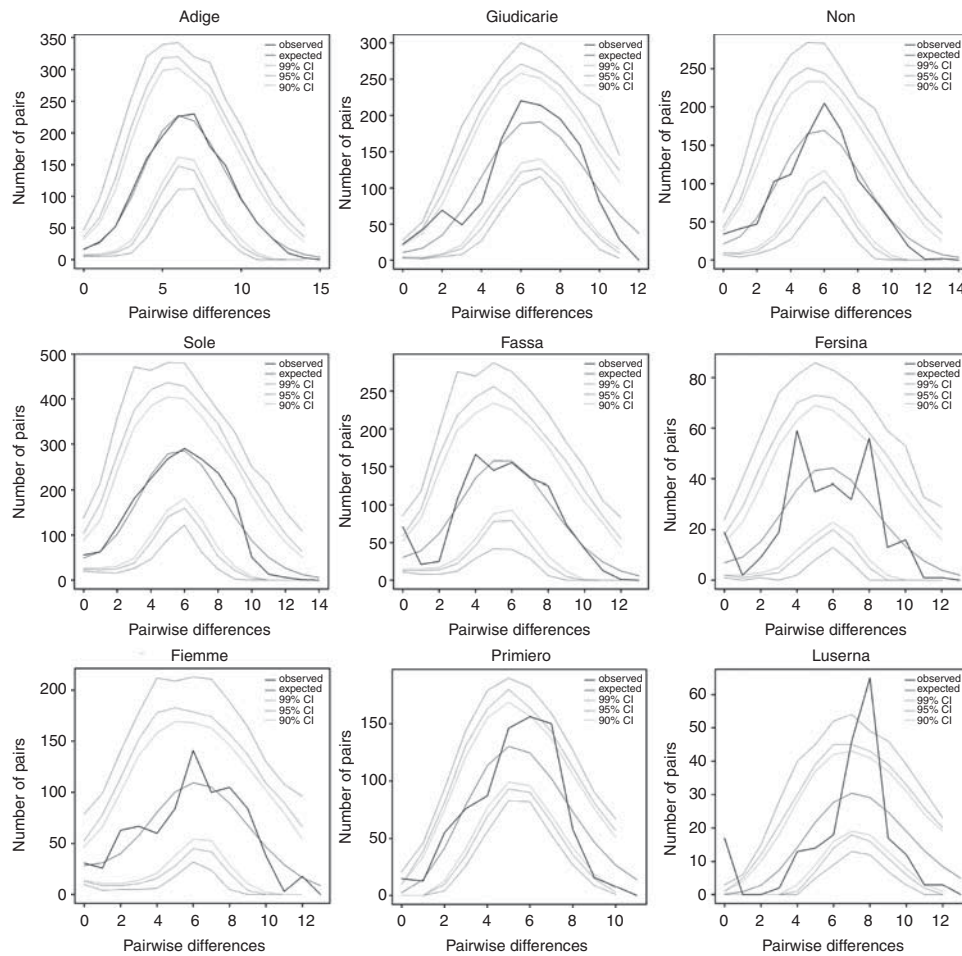 Adige
Number of pairs
350
300
250
200
150
100
50
0
observed
expected
99% CI
95% CI
90% CI
0 5 10 15
Pairwise differences
Giudicarie
Number of pairs
300
250
200
150
100
50
0
observed
expected
99% CI
95% CI
90% CI
0 2 4 6 8 10 12
Pairwise differences
Non
Number of pairs
250
200
150
100
50
0
observed
expected
99% CI
95% CI
90% CI
0 2 4 6 8 10 12 14
Pairwise differences
Sole
Number of pairs
500
400
300
200
100
0
observed
expected
99% CI
95% CI
90% CI
0 2 4 6 8 10 12 14
Pairwise differences
Fassa
Number of pairs
250
200
150
100
50
0
observed
expected
99% CI
95% CI
90% CI
0 2 4 6 8 10 12
Pairwise differences
Fersina
Number of pairs
80
60
40
20
0
observed
expected
99% CI
95% CI
90% CI
0 2 4 6 8 10 12
Pairwise differences
Fiemme
Number of pairs
200
150
100
50
0
observed
expected
99% CI
95% CI
90% CI
0 2 4 6 8 10 12
Pairwise differences
Primiero
Number of pairs
150
100
50
0
observed
expected
99% CI
95% CI
90% CI
0 2 4 6 8 10
Pairwise differences
Luserna
Number of pairs
60
50
40
30
20
10
0
observed
expected
99% CI
95% CI
90% CI
0 2 4 6 8 10 12
Pairwise differences